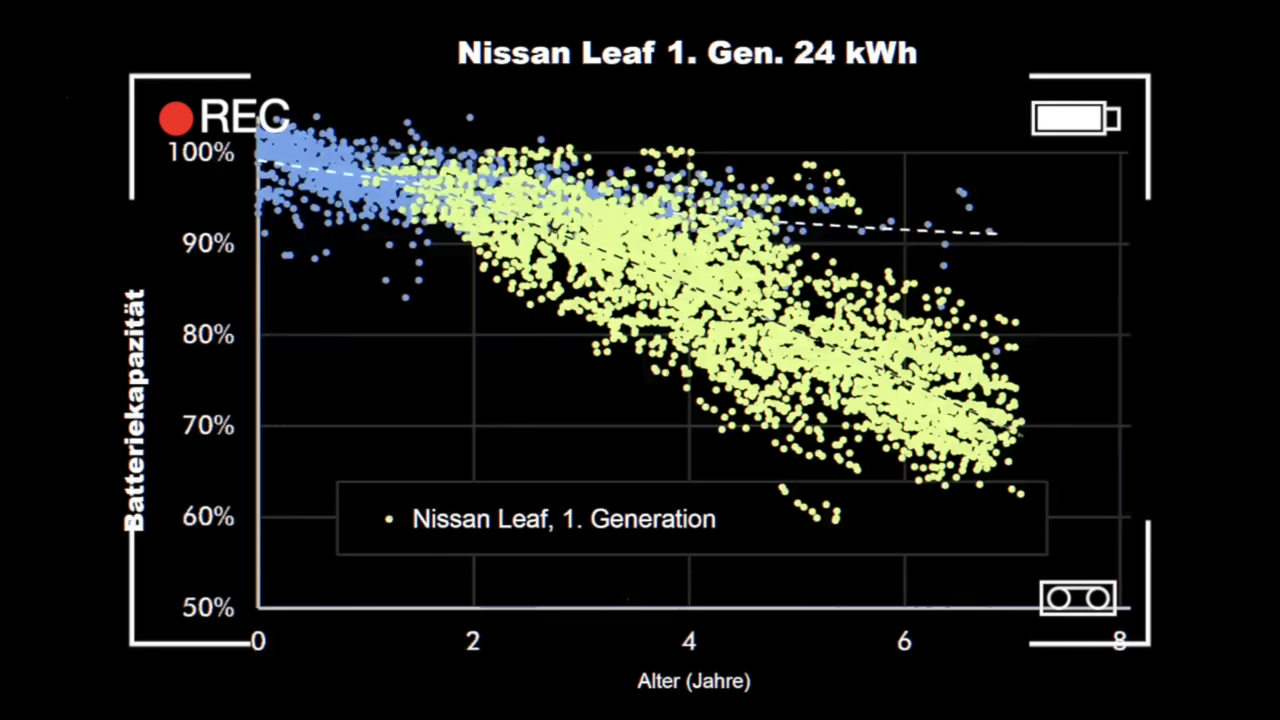 Nissan Leaf 1. Gen. 24 kWh
REC
100%
90%
80%
70%
60%
50%
Batteriekapazität
Nissan Leaf, 1. Generation
0 2 4 6 8
Alter (Jahre)